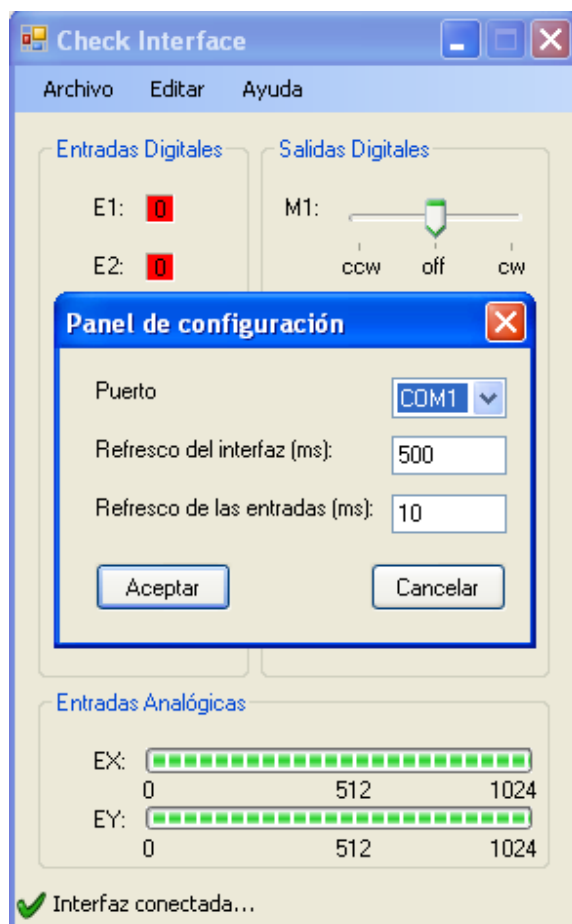 Check Interface
Archivo Editar Ayuda
Entradas Digitales Salidas Digitales
E1: 0 M1:
E2: 0 ccw off cw
Panel de configuración
Puerto COM1
Refresco del interfaz (ms): 500
Refresco de las entradas (ms): 10
Aceptar Cancelar
Entradas Analógicas
EX:
0 512 1024
EY:
0 512 1024
Interfaz conectada...